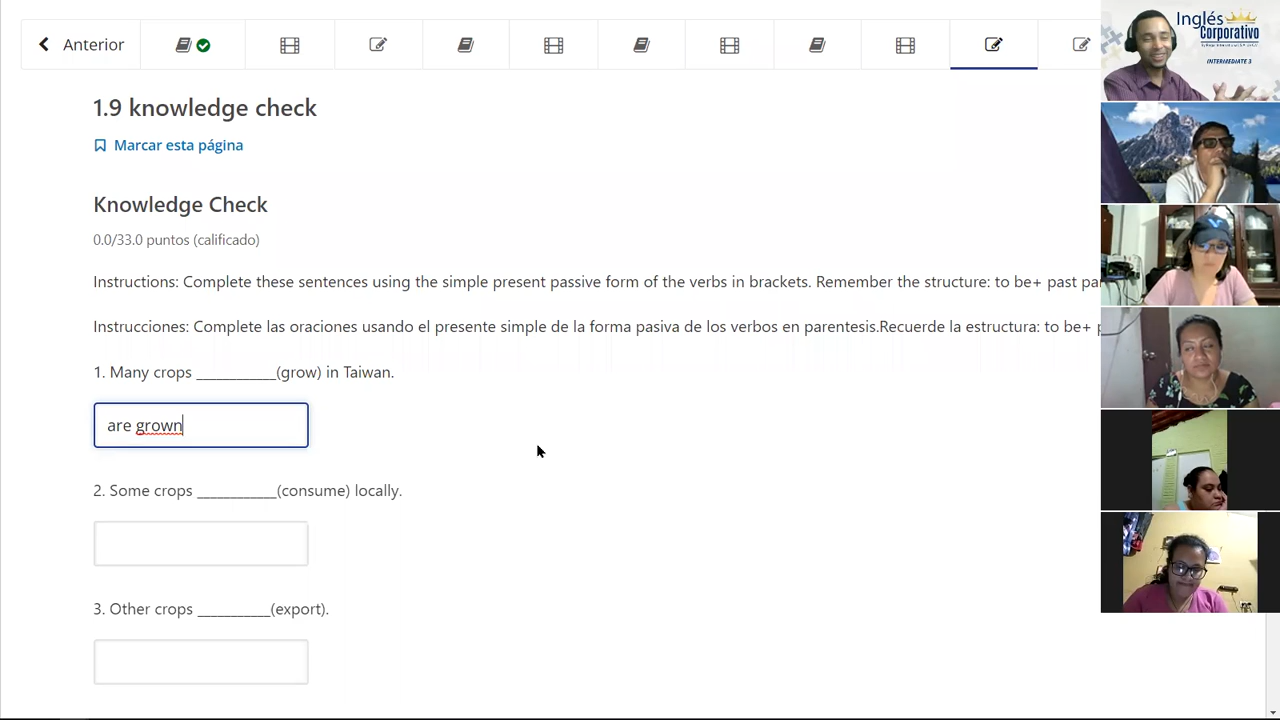 Anterior
1.9 knowledge check
Marcar esta página
Knowledge Check
0.0/33.0 puntos (calificado)
Instructions: Complete these sentences using the simple present passive form of the verbs in brackets. Remember the structure: to be+ past pa
Instrucciones: Complete las oraciones usando el presente simple de la forma pasiva de los verbos en parentesis.Recuerde la estructura: to be+ p
1. Many crops ___________(grow) in Taiwan.
are grown
2. Some crops ___________(consume) locally.
3. Other crops __________(export).
Inglés
Corporativo
INTERMEDIATE 3